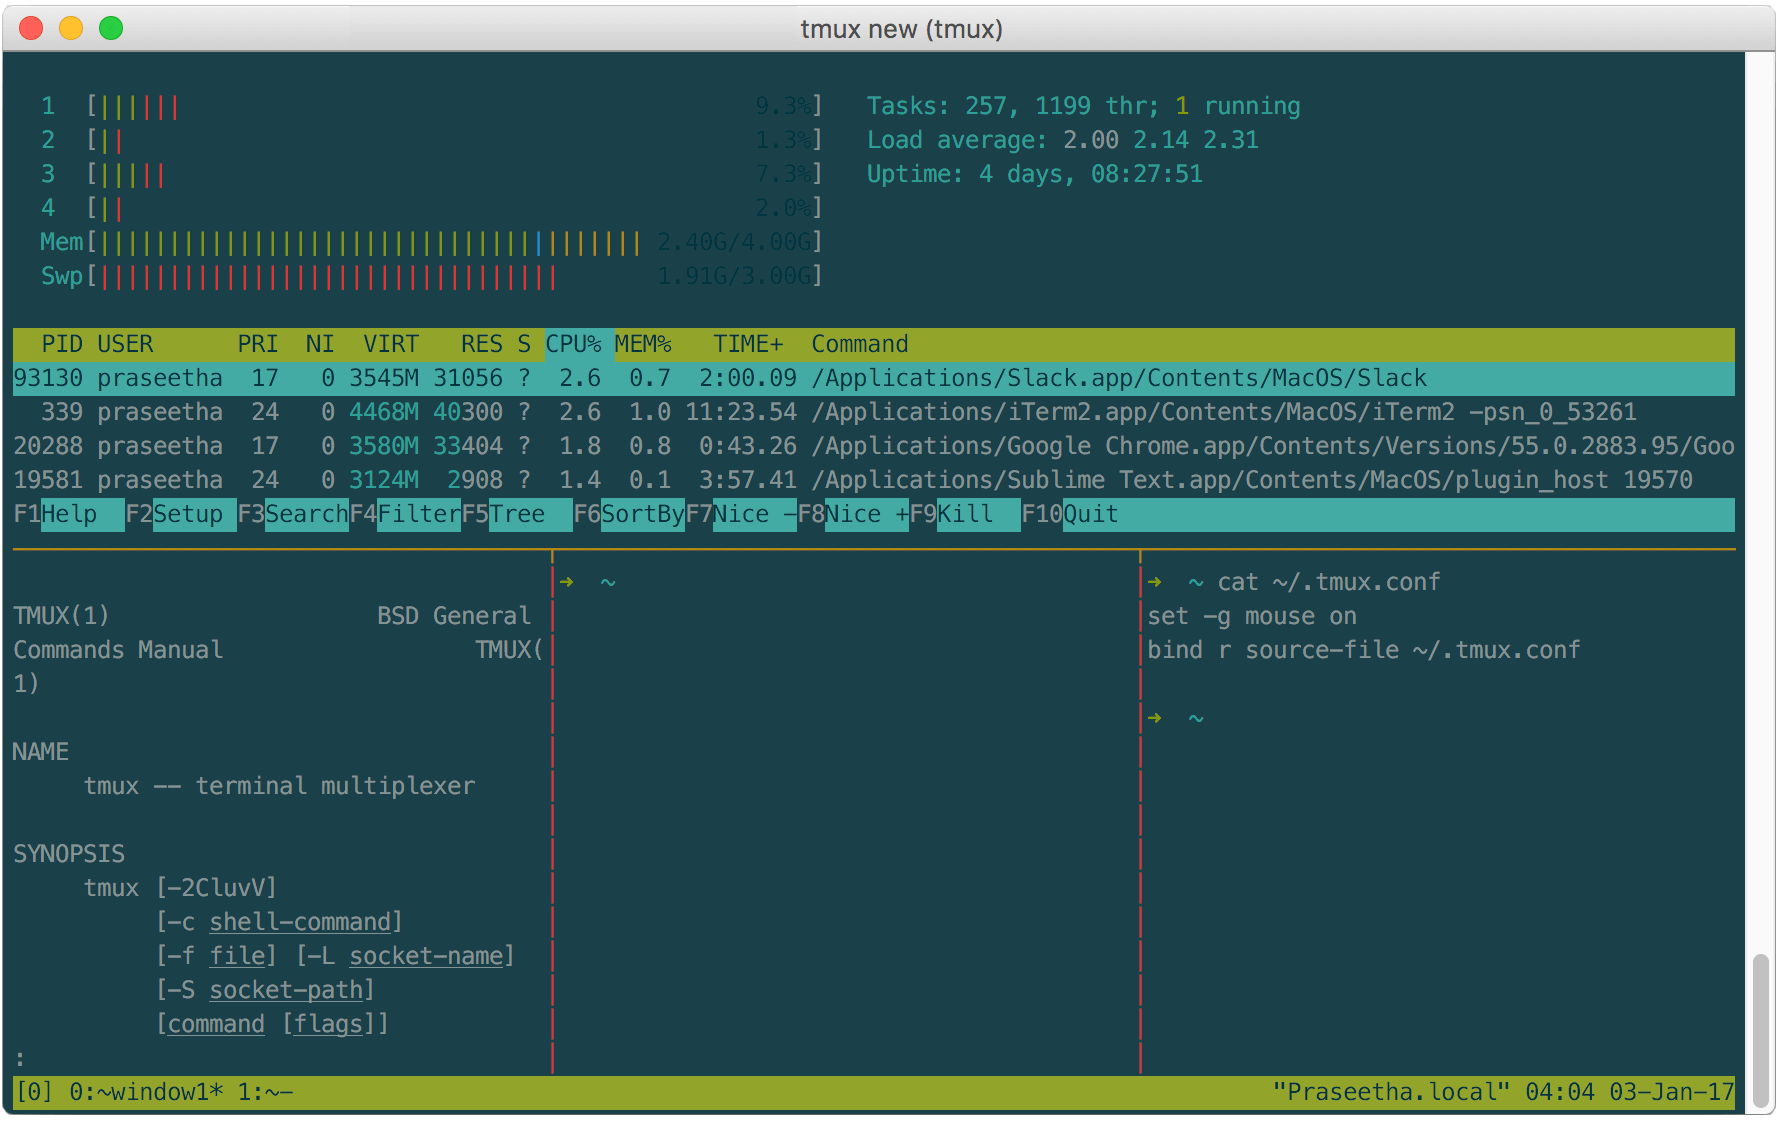 tmux new (tmux)
1 [|||||| 9.3%] Tasks: 257, 1199 thr; 1 running
2 [|| 1.3%] Load average: 2.00 2.14 2.31
3 [||||| 7.3%] Uptime: 4 days, 08:27:51
4 [|| 2.0%]
Mem[||||||||||||||||||||||||||||||||||||||| 2.40G/4.00G]
Swp[||||||||||||||||||||||||||||||||| 1.91G/3.00G]
PID USER PRI NI VIRT RES S CPU% MEM% TIME+ Command
93130 praseetha 17 0 3545M 31056 ? 2.6 0.7 2:00.09 /Applications/Slack.app/Contents/MacOS/Slack
339 praseetha 24 0 4468M 40300 ? 2.6 1.0 11:23.54 /Applications/iTerm2.app/Contents/MacOS/iTerm2 -psn_0_53261
20288 praseetha 17 0 3580M 33404 ? 1.8 0.8 0:43.26 /Applications/Google Chrome.app/Contents/Versions/55.0.2883.95/Goo
19581 praseetha 24 0 3124M 2908 ? 1.4 0.1 3:57.41 /Applications/Sublime Text.app/Contents/MacOS/plugin_host 19570
F1Help F2Setup F3SearchF4FilterF5Tree F6SortByF7Nice -F8Nice +F9Kill F10Quit
TMUX(1) BSD General
Commands Manual TMUX(
1)
NAME
tmux -- terminal multiplexer
SYNOPSIS
tmux [-2CluvV]
[-c shell-command]
[-f file] [-L socket-name]
[-S socket-path]
[command [flags]]
:
➜ ~
➜ ~ cat ~/.tmux.conf
set -g mouse on
bind r source-file ~/.tmux.conf
➜ ~
[0] 0:~window1* 1:~- "Praseetha.local" 04:04 03-Jan-17